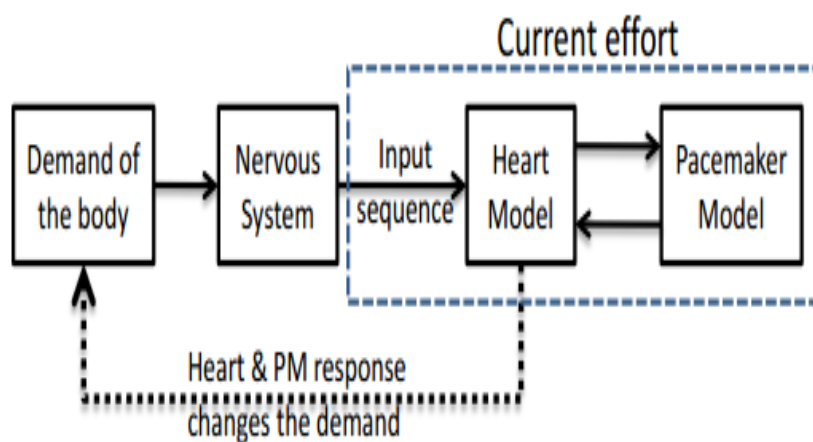 Current effort
Demand of
the body
Nervous
System
Input
sequence
Heart
Model
Pacemaker
Model
Heart & PM response
changes the demand